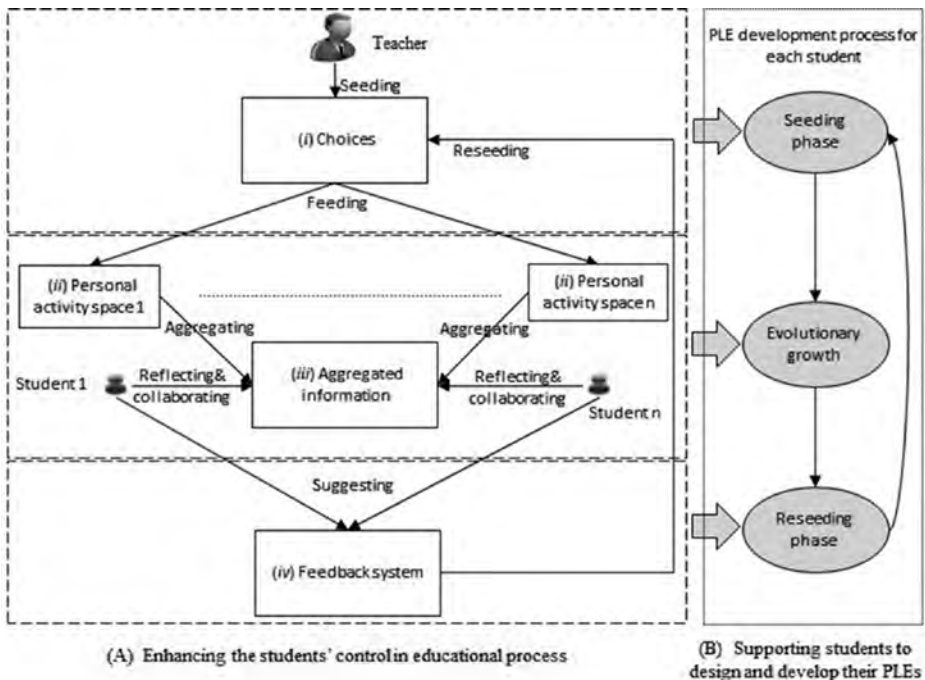 Teacher
Seeding
(i) Choices
Reseeding
Feeding
(ii) Personal
activity space 1
(ii) Personal
activity space n
Aggregating
Aggregating
Student 1
Reflecting&
collaborating
(iii) Aggregated
information
Reflecting&
collaborating
Student n
Suggesting
(iv) Feedback system
(A) Enhancing the students' control in educational process
PLE development process for
each student
Seeding
phase
Evolutionary
growth
Reseeding
phase
(B) Supporting students to
design and develop their PLEs